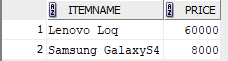 ITEMNAME PRICE
1 Lenovo Loq 60000
2 Samsung GalaxyS4 8000